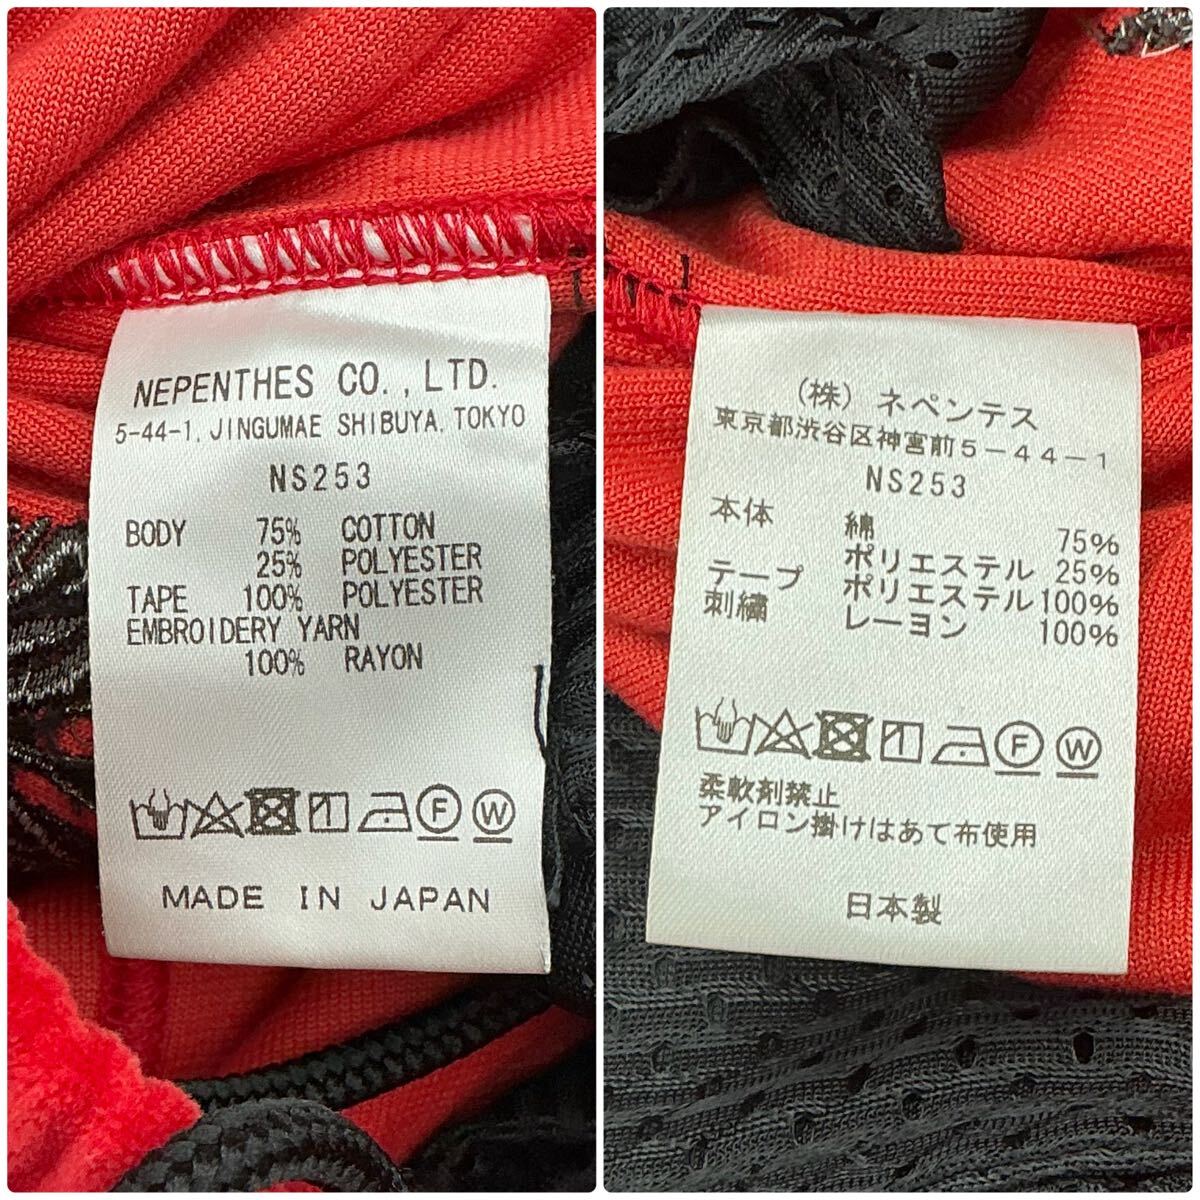 NEPENTHES CO., LTD.
5-44-1, JINGUMAE SHIBUYA, TOKYO
NS253
BODY 75% COTTON
25% POLYESTER
TAPE 100% POLYESTER
EMBROIDERY YARN
100% RAYON
F W
MADE IN JAPAN
(株) ネペンテス
東京都渋谷区神宮前5-44-1
NS253
本体 綿 75%
ポリエステル 25%
テープ ポリエステル 100%
刺繍 レーヨン 100%
F W
柔軟剤禁止
アイロン掛けはあて布使用
日本製